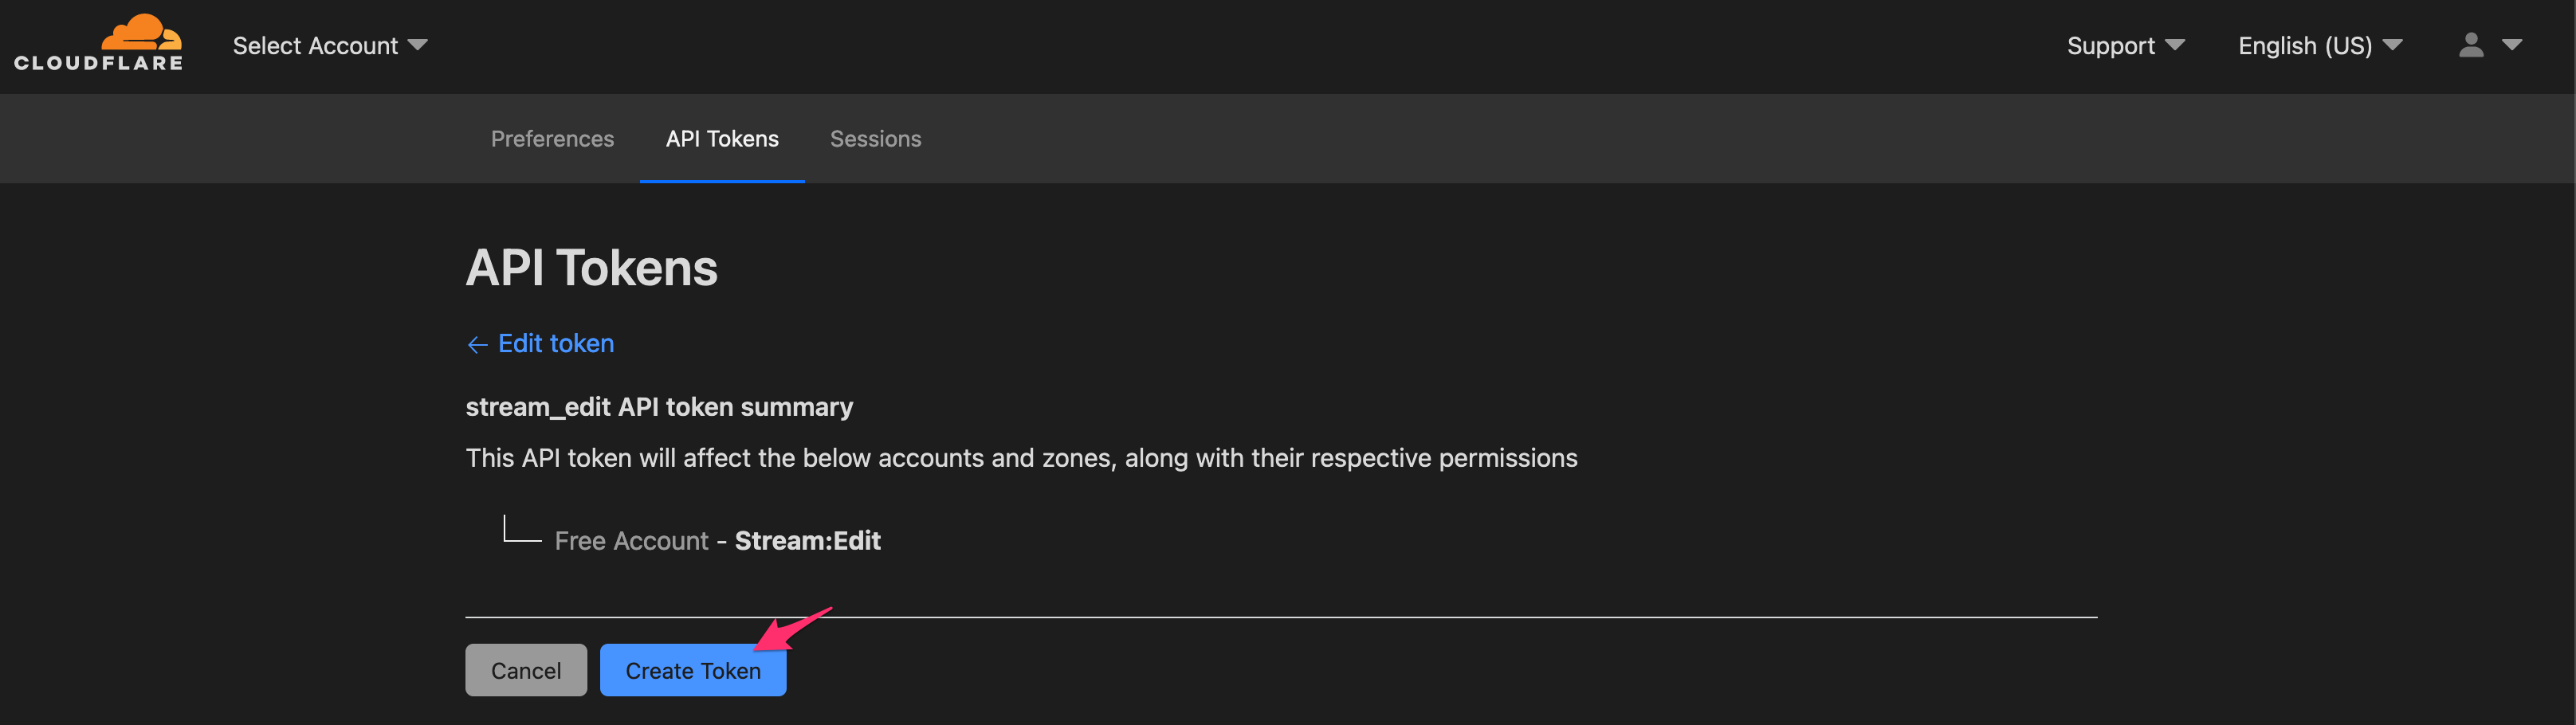 CLOUDFLARE
Select Account
Support
English (US)
Preferences
API Tokens
Sessions
API Tokens
← Edit token
stream_edit API token summary
This API token will affect the below accounts and zones, along with their respective permissions
Free Account - Stream:Edit
Cancel
Create Token